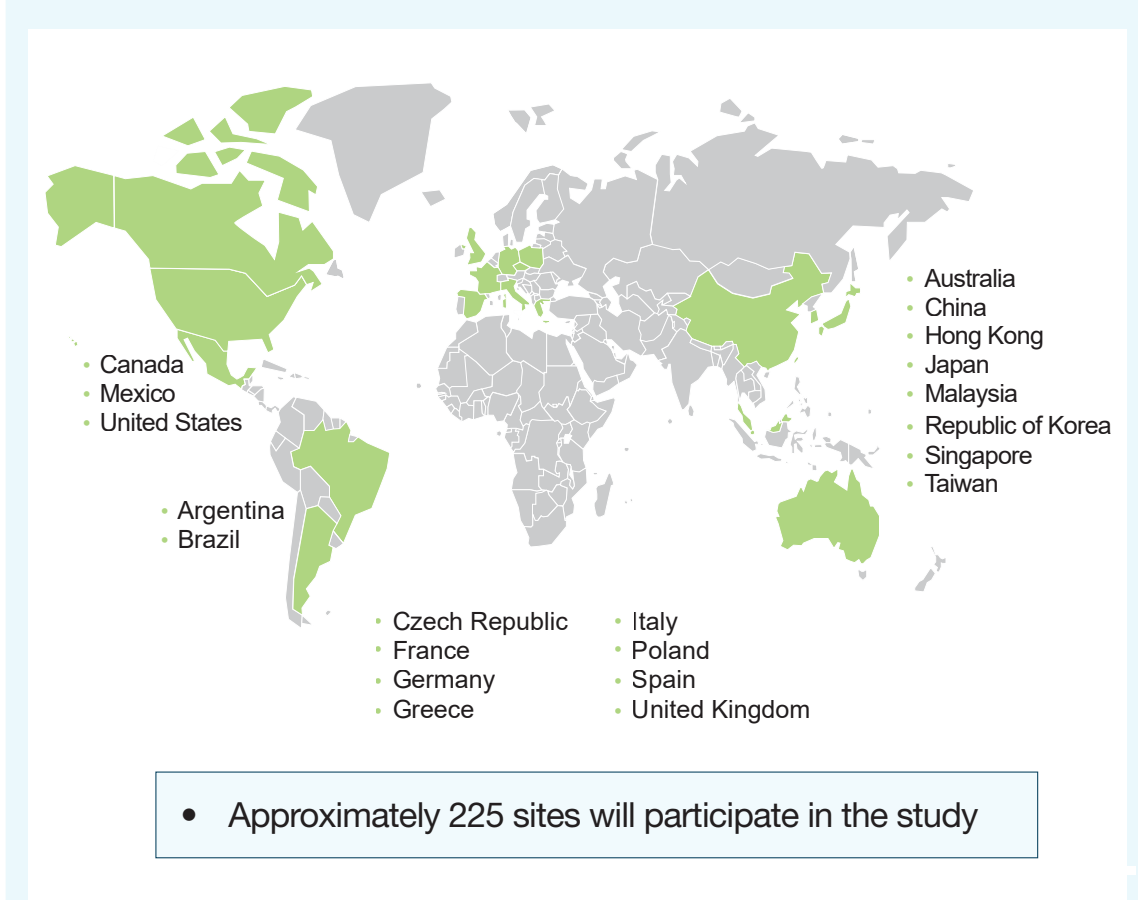 • Canada
• Mexico
• United States
• Argentina
• Brazil
• Czech Republic
• France
• Germany
• Greece
• Italy
• Poland
• Spain
• United Kingdom
• Australia
• China
• Hong Kong
• Japan
• Malaysia
• Republic of Korea
• Singapore
• Taiwan
• Approximately 225 sites will participate in the study